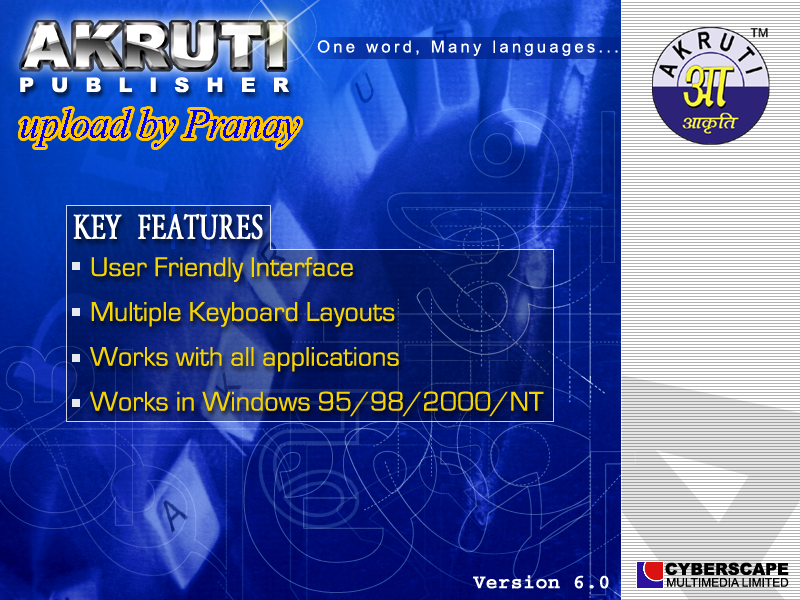 AKRUTI
PUBLISHER
upload by Pranay
One word, Many languages...
TM
AKRUTI
आ
आकृति
KEY FEATURES
User Friendly Interface
Multiple Keyboard Layouts
Works with all applications
Works in Windows 95/98/2000/NT
U
T
K
A
Version 6.0
CYBERSCAPE
MULTIMEDIA LIMITED